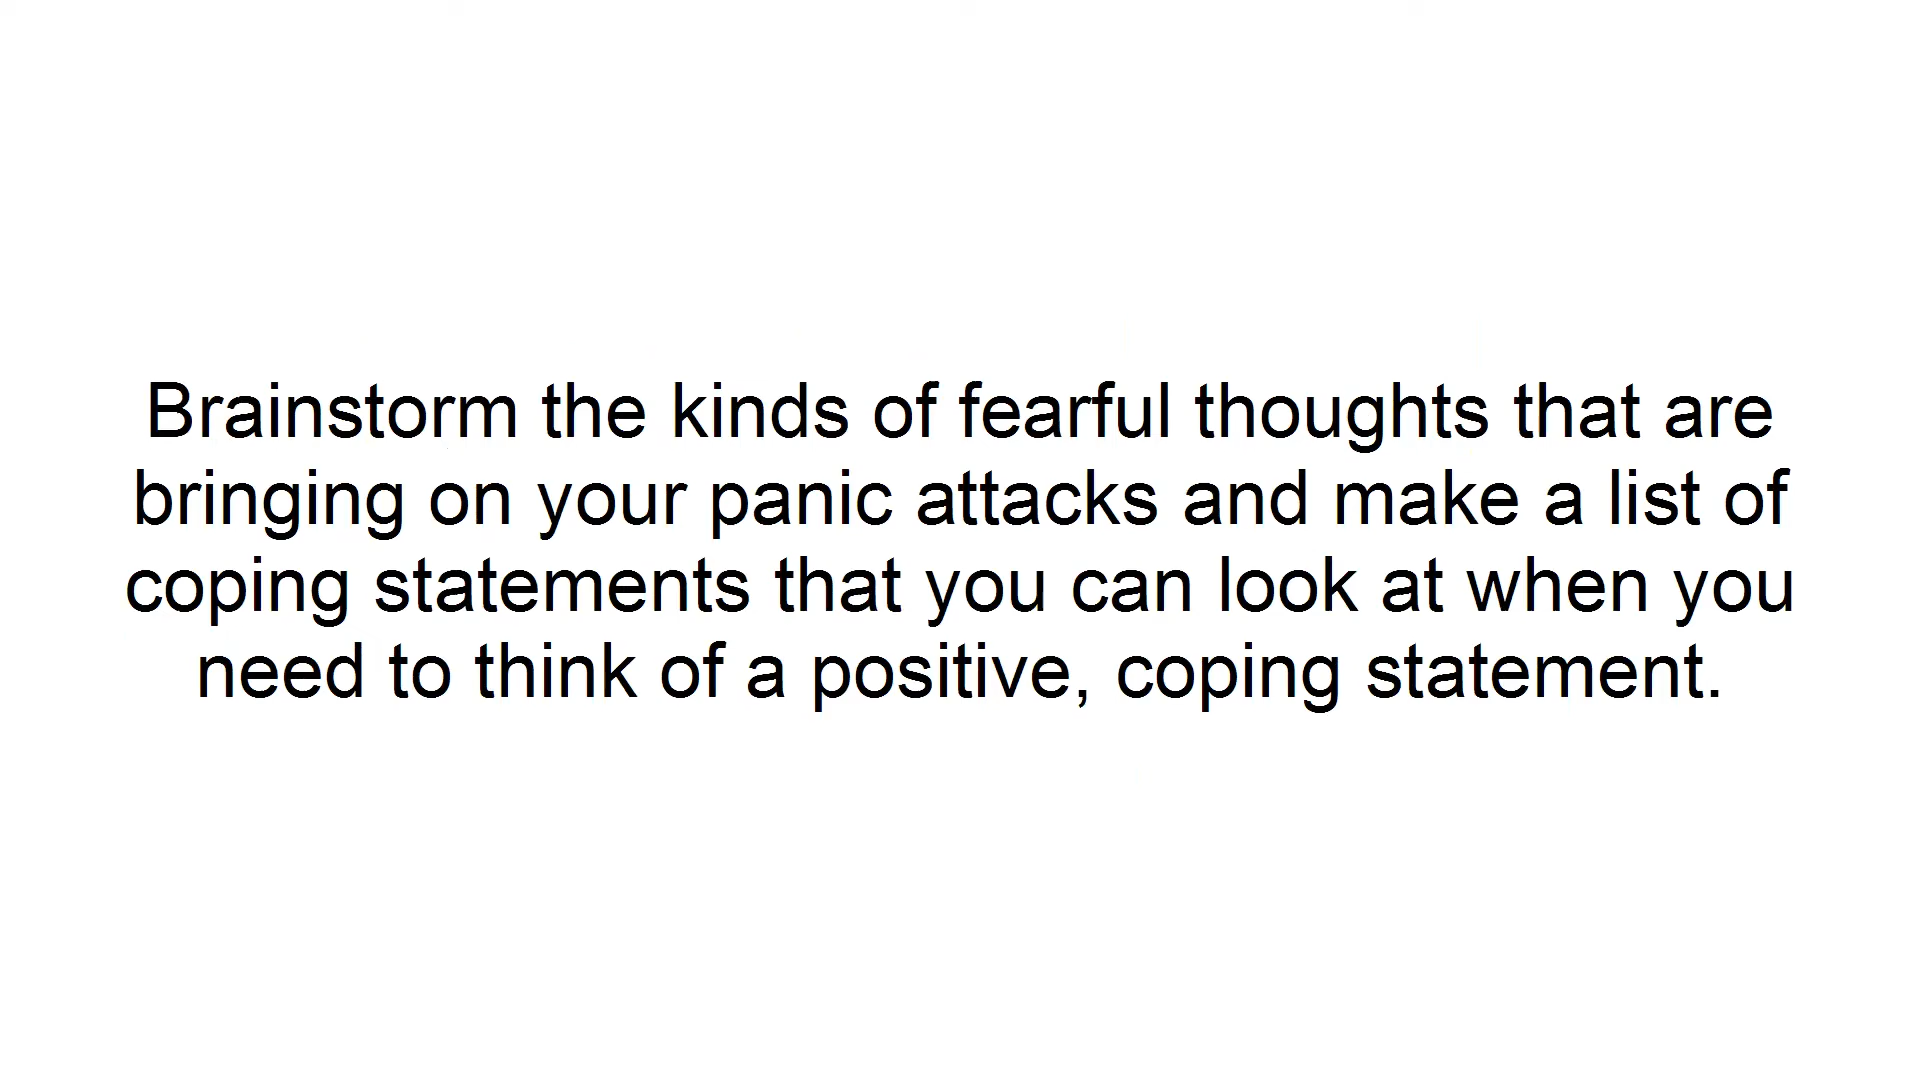 Brainstorm the kinds of fearful thoughts that are
bringing on your panic attacks and make a list of
coping statements that you can look at when you
need to think of a positive, coping statement.